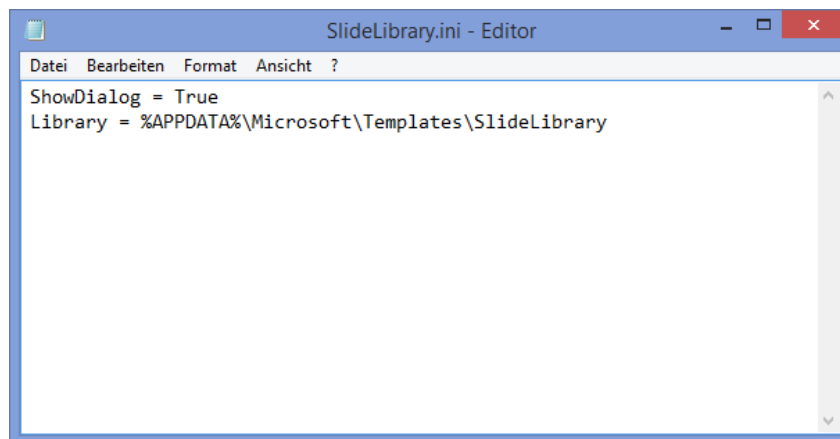 SlideLibrary.ini - Editor
Datei Bearbeiten Format Ansicht ?
ShowDialog = True
Library = %APPDATA%\Microsoft\Templates\SlideLibrary